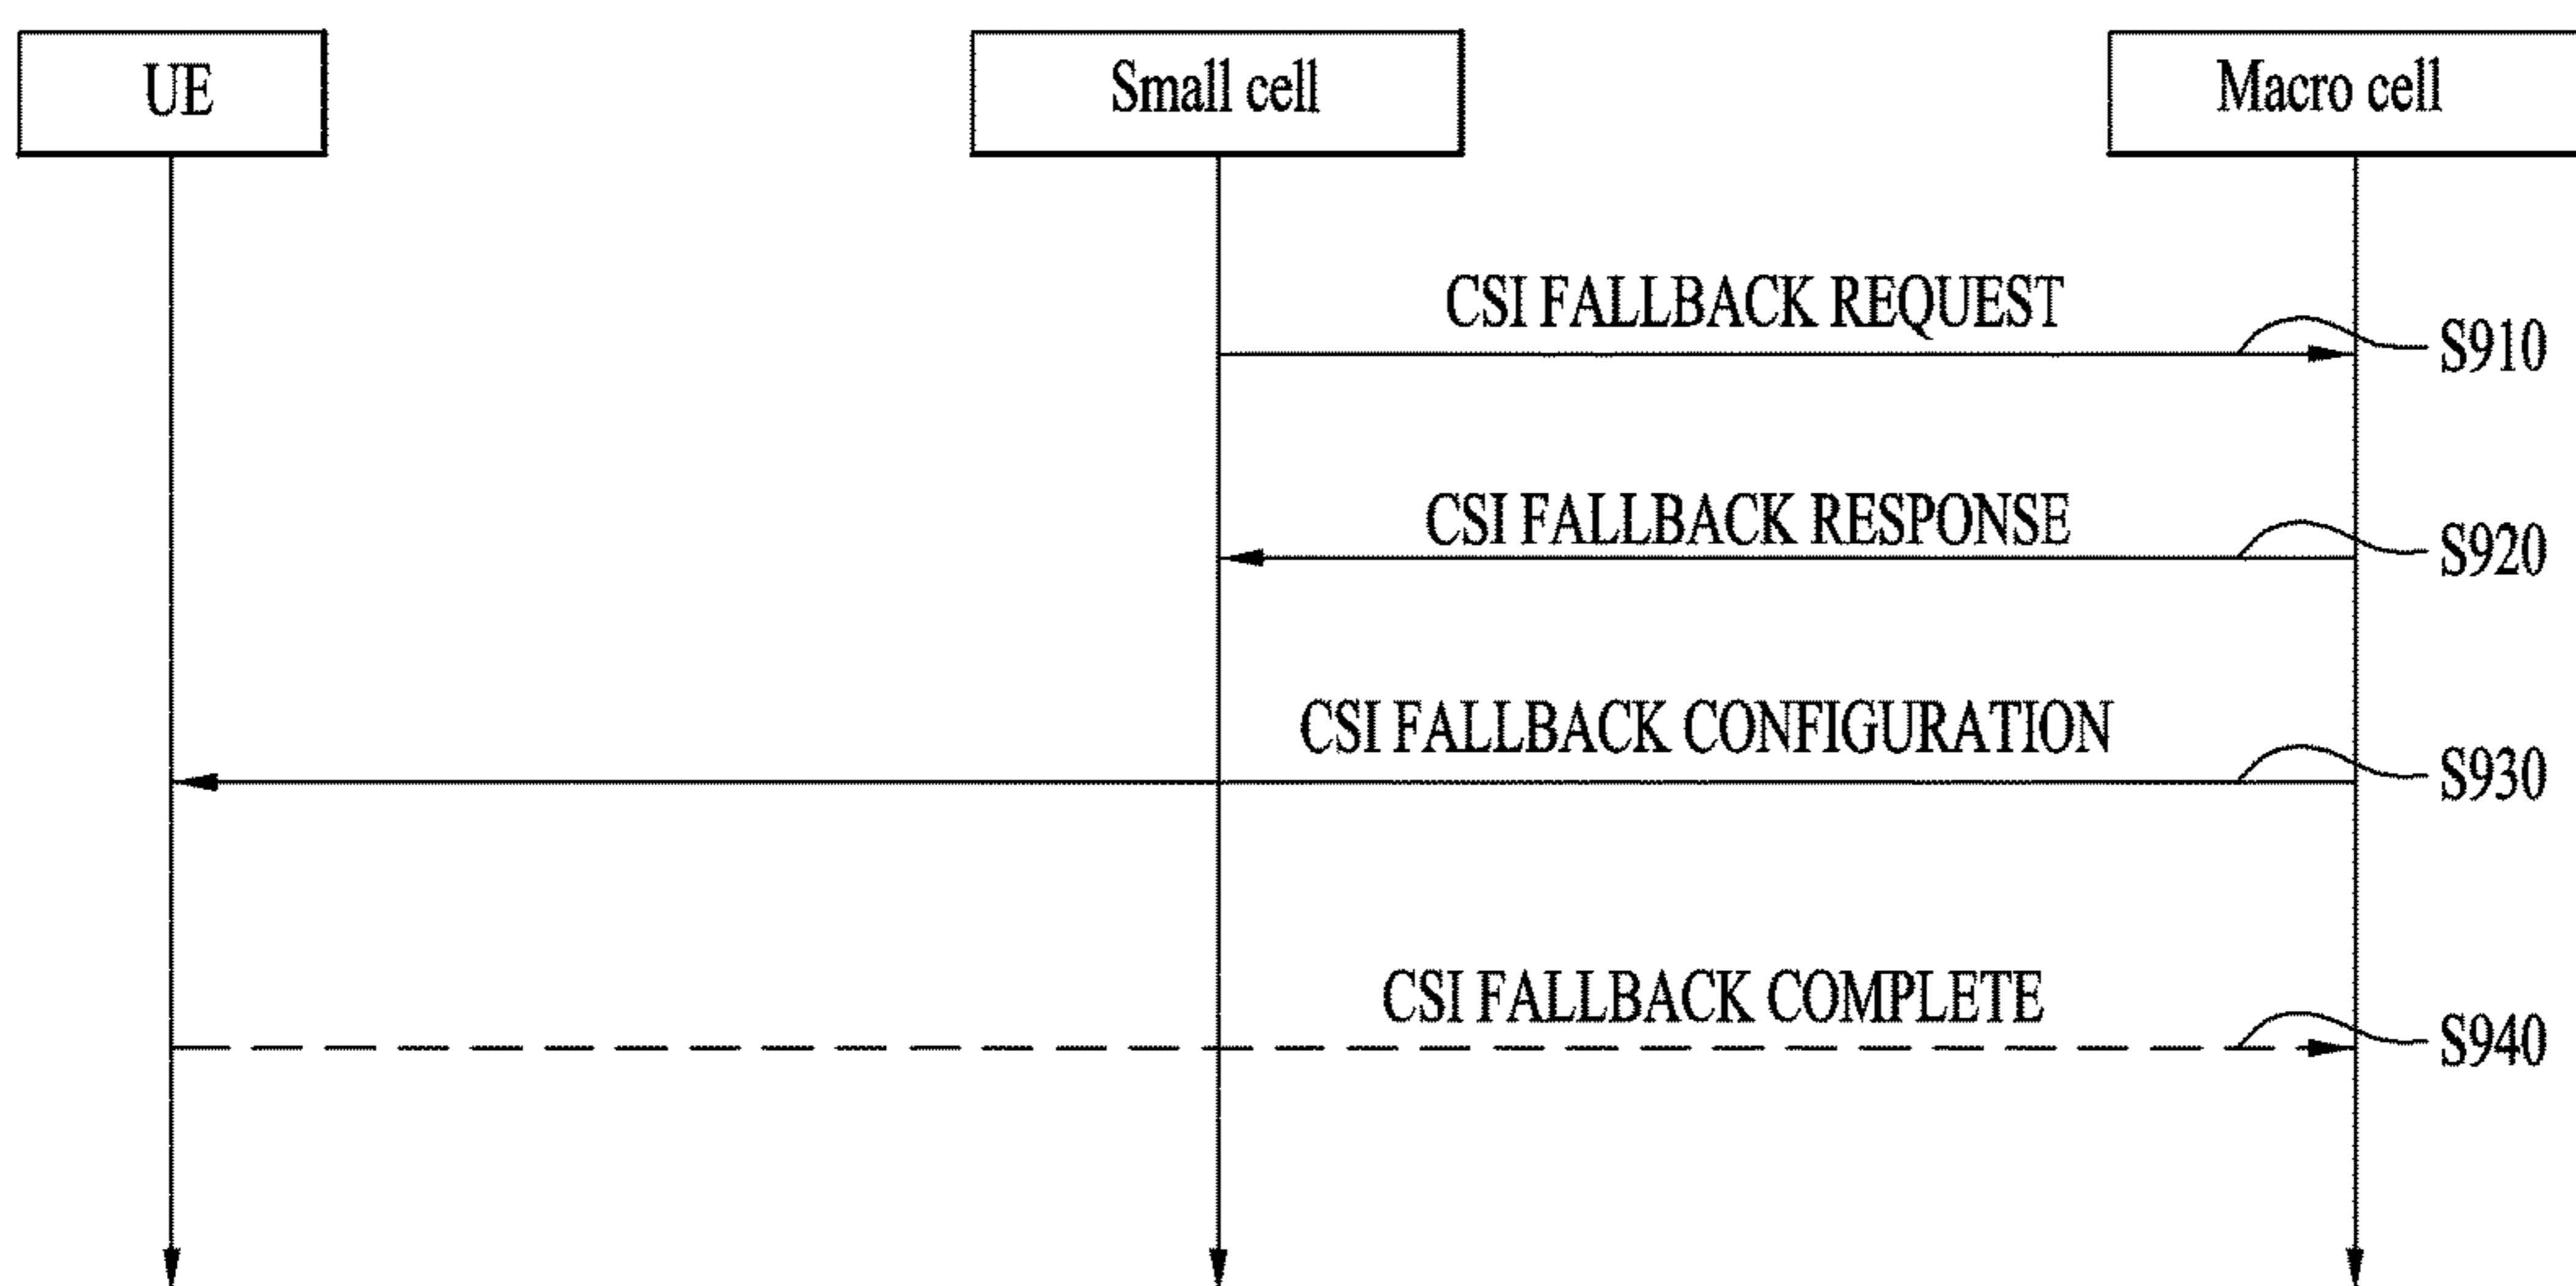 UE
Small cell
Macro cell
CSI FALLBACK REQUEST
S910
CSI FALLBACK RESPONSE
S920
CSI FALLBACK CONFIGURATION
S930
CSI FALLBACK COMPLETE
S940